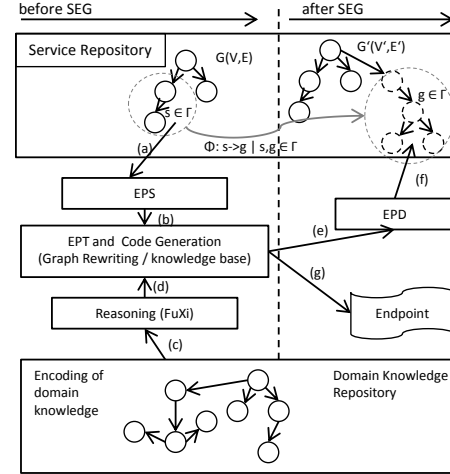 before SEG
after SEG
Service Repository
G(V,E)
G'(V',E')
s ∈ Γ
g ∈ Γ
(a)
Φ: s->g | s,g ∈ Γ
(f)
EPS
EPD
(b)
(e)
EPT and Code Generation
(Graph Rewriting / knowledge base)
(g)
(d)
Reasoning (FuXi)
Endpoint
(c)
Encoding of
domain
knowledge
Domain Knowledge
Repository